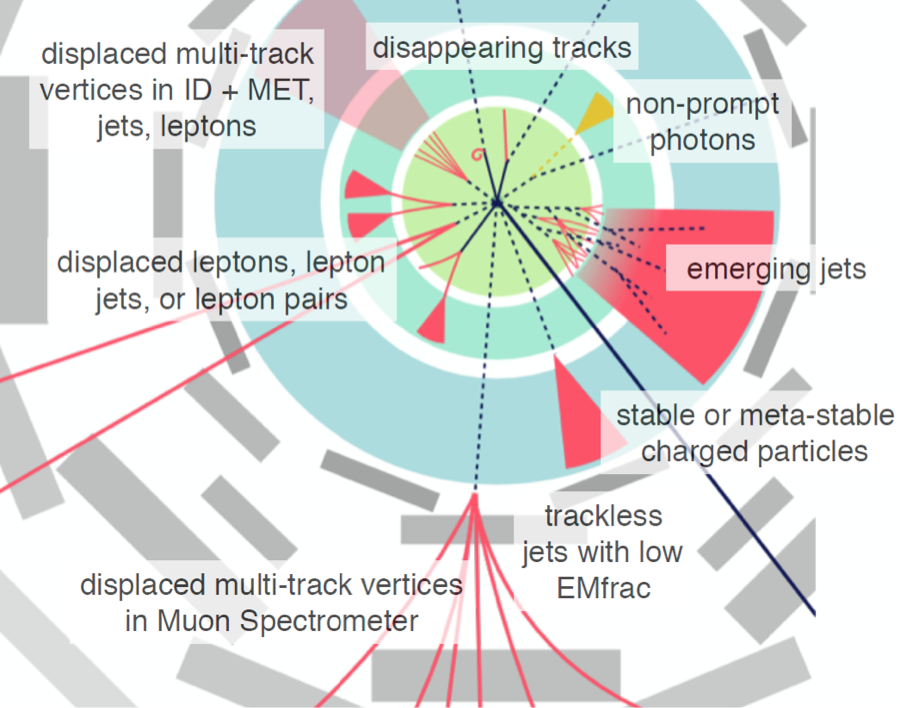 displaced multi-track
vertices in ID + MET,
jets, leptons
disappearing tracks
non-prompt
photons
displaced leptons, lepton
jets, or lepton pairs
emerging jets
stable or meta-stable
charged particles
trackless
jets with low
EMfrac
displaced multi-track vertices
in Muon Spectrometer